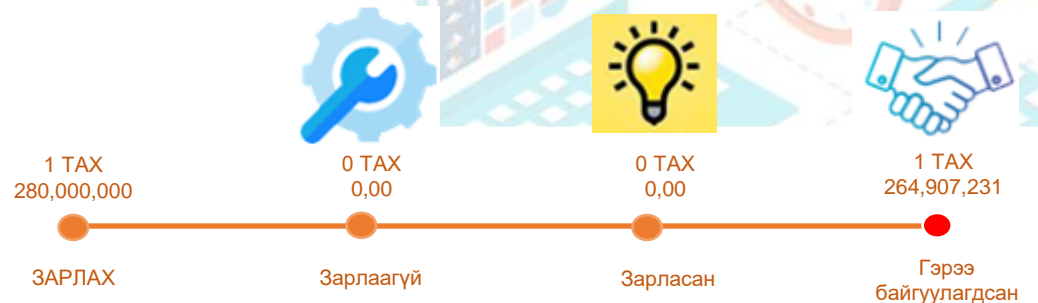 1 ТАХ
280,000,000
0 ТАХ
0,00
0 ТАХ
0,00
1 ТАХ
264,907,231
ЗАРЛАХ
Зарлаагүй
Зарласан
Гэрээ
байгуулагдсан